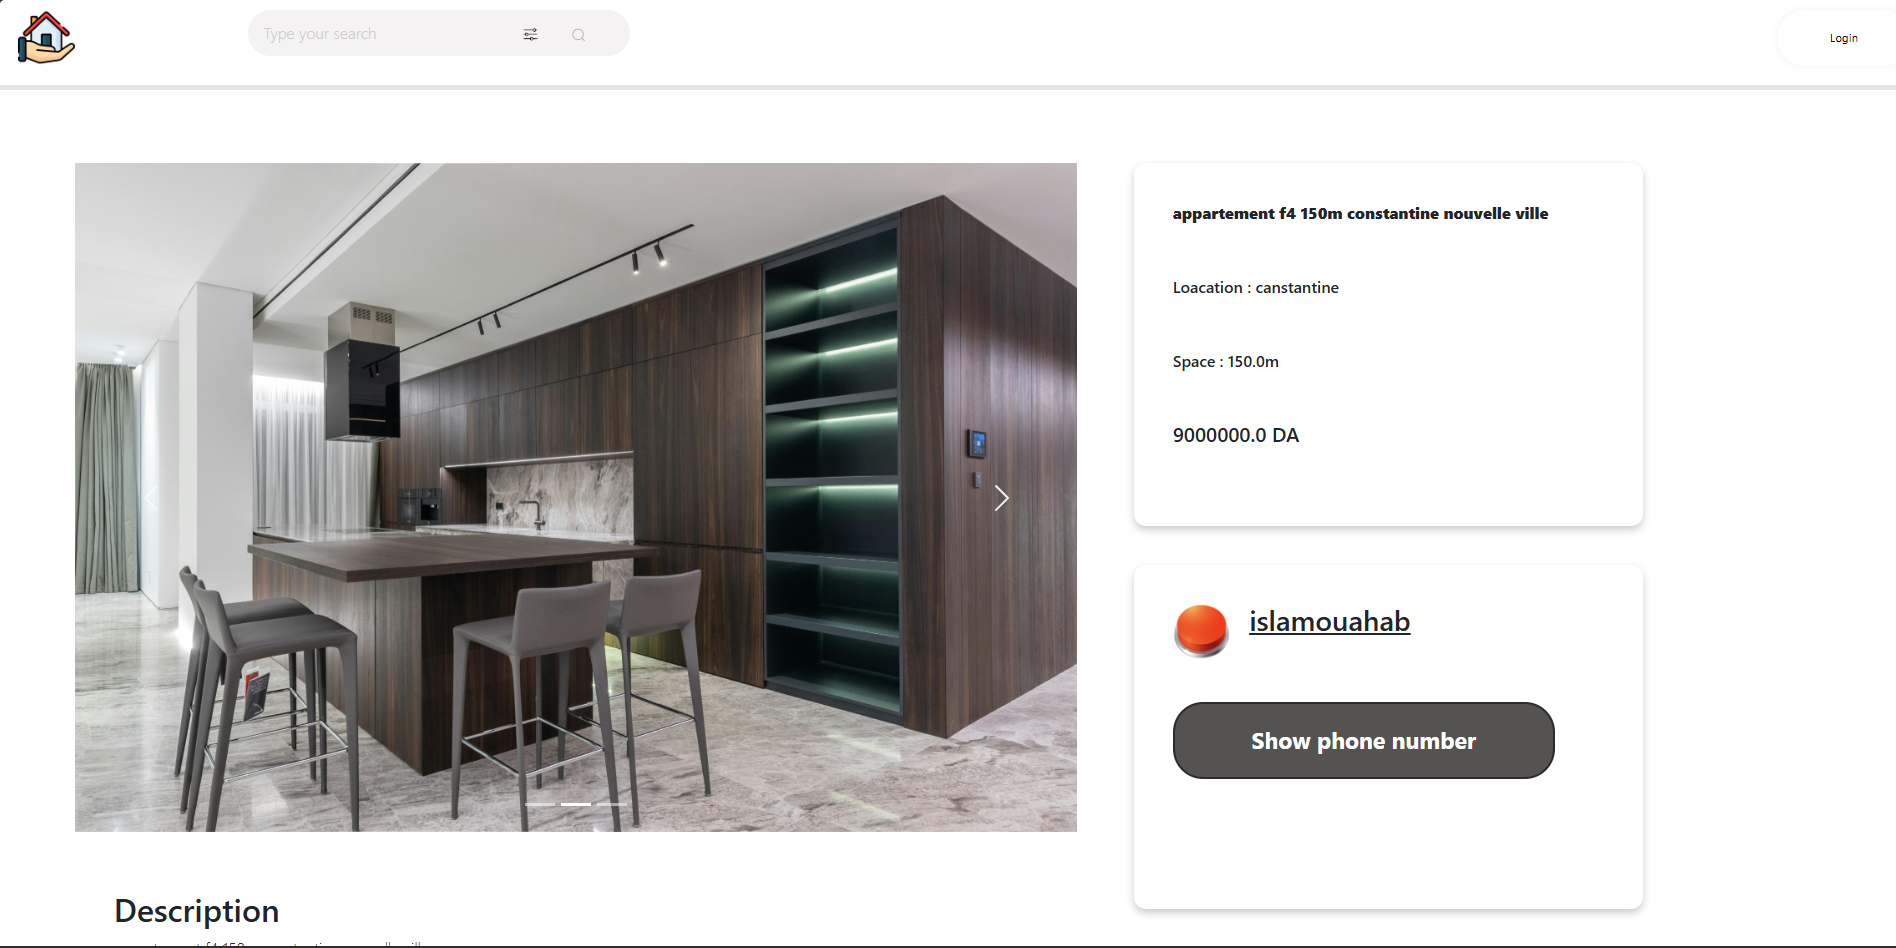 Type your search
Login
appartement f4 150m constantine nouvelle ville
Loacation : canstantine
Space : 150.0m
9000000.0 DA
islamouahab
Show phone number
Description